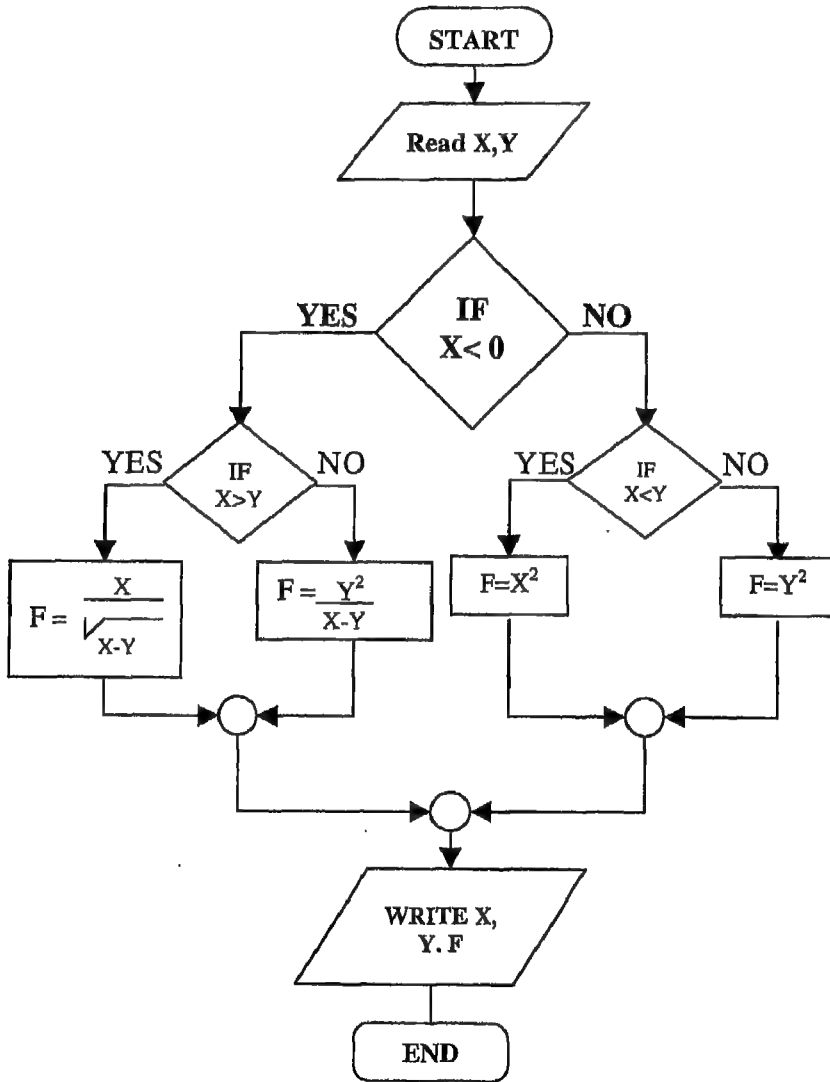 START
Read X,Y
YES
IF
X< 0
NO
YES
IF
X>Y
NO
YES
IF
X<Y
NO
F = X
√
X-Y
F = Y²
X-Y
F=X²
F=Y²
WRITE X,
Y. F
END